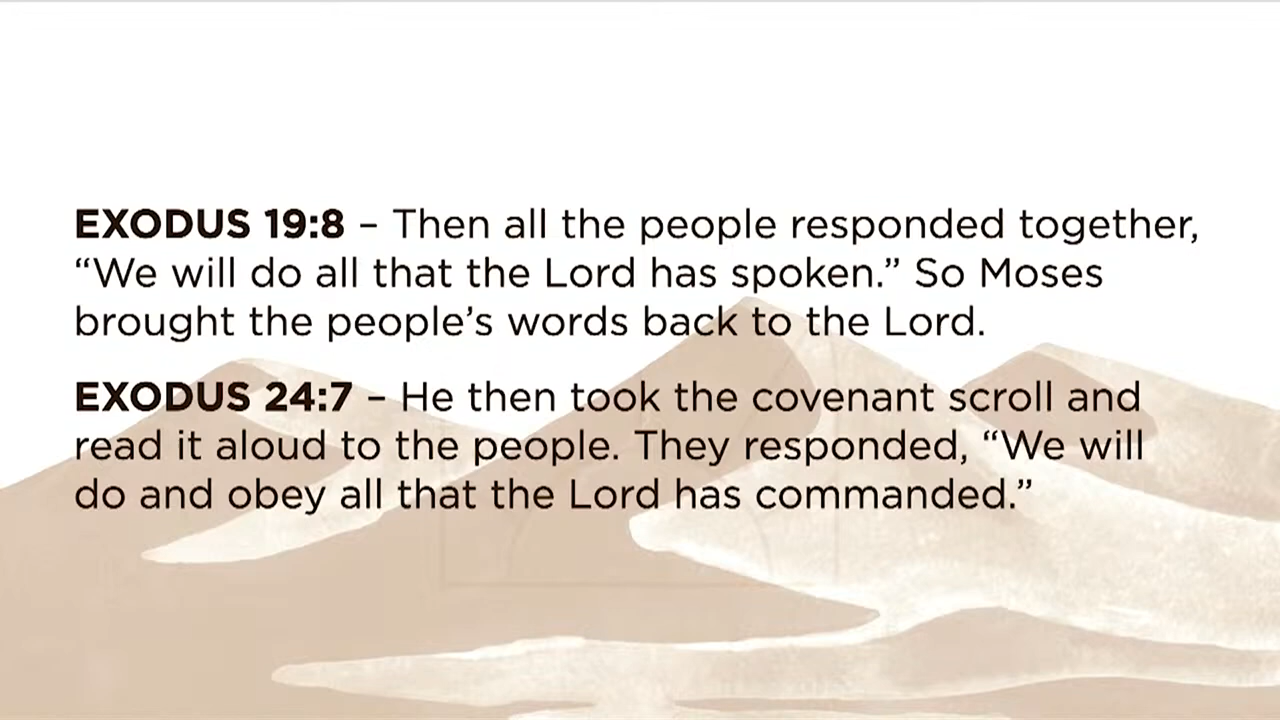 EXODUS 19:8 – Then all the people responded together,
“We will do all that the Lord has spoken.” So Moses
brought the people’s words back to the Lord.
EXODUS 24:7 – He then took the covenant scroll and
read it aloud to the people. They responded, “We will
do and obey all that the Lord has commanded.”